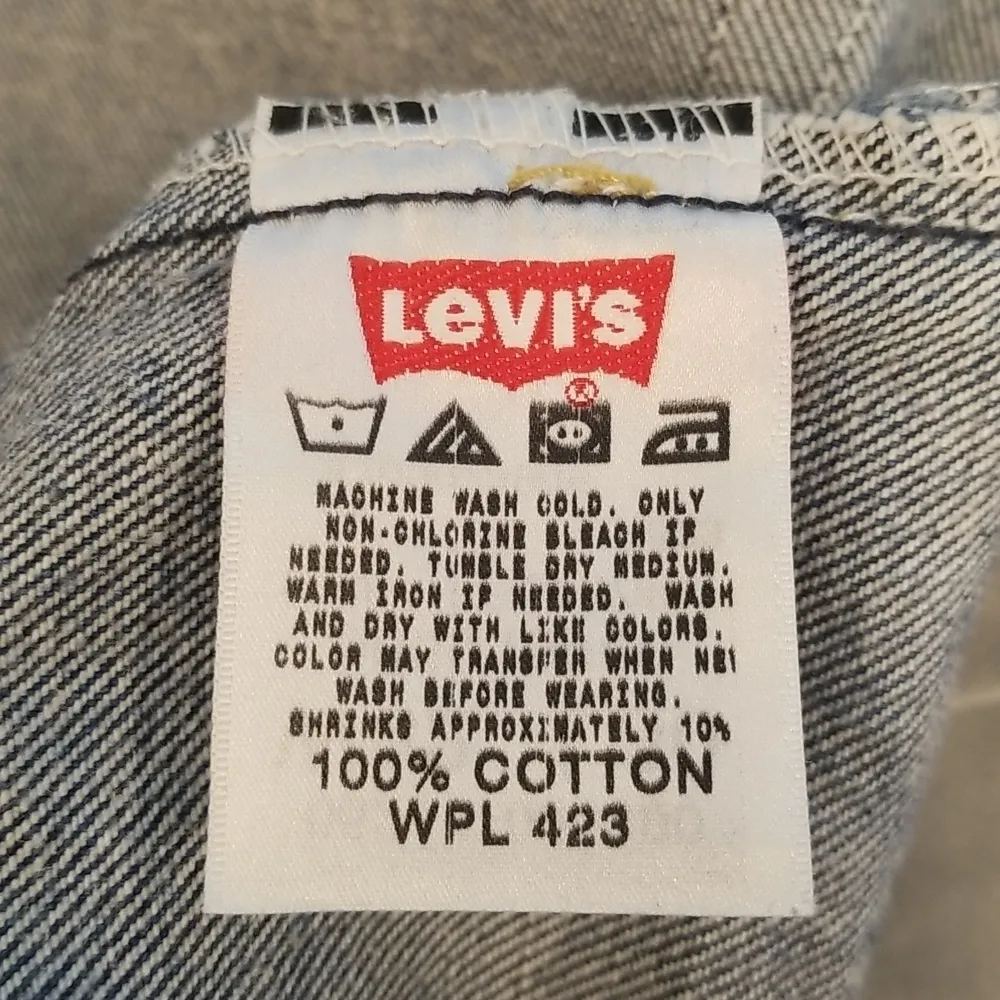 LEVI'S
®
MACHINE WASH COLD. ONLY
NON-CHLORINE BLEACH IF
NEEDED. TUMBLE DRY MEDIUM.
WARM IRON IF NEEDED. WASH
AND DRY WITH LIKE COLORS.
COLOR MAY TRANSFER WHEN NEW
WASH BEFORE WEARING.
SHRINKS APPROXIMATELY 10%
100% COTTON
WPL 423